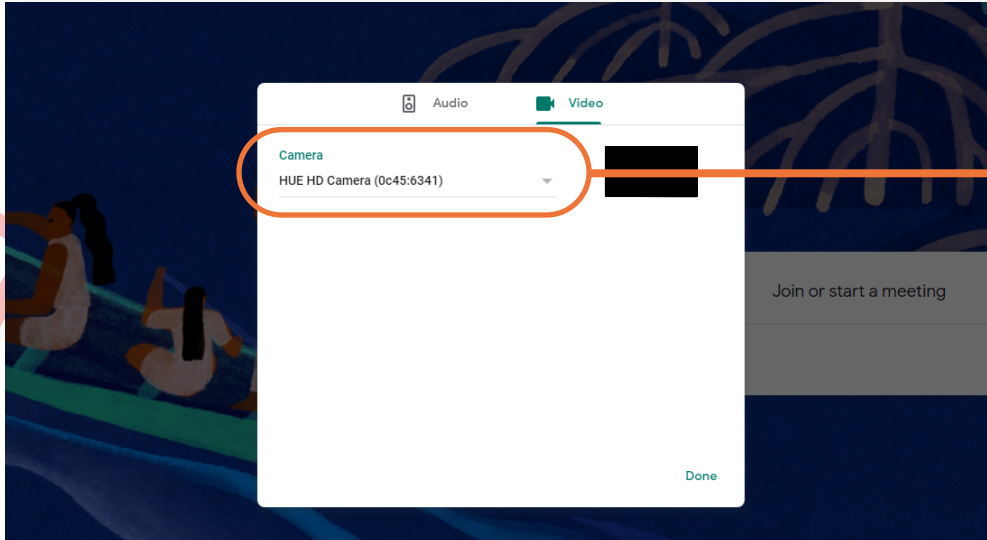 Audio
Video
Camera
HUE HD Camera (0c45:6341)
Join or start a meeting
Done